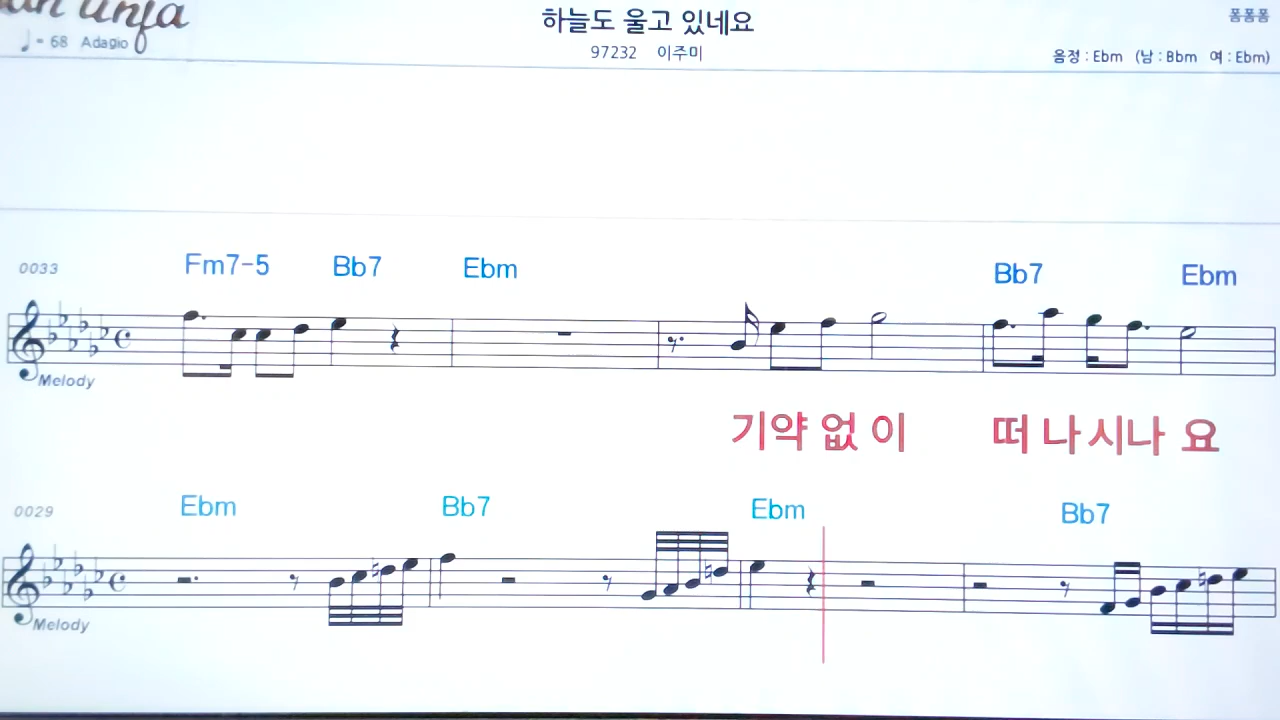 하늘도 울고 있네요
퐁퐁퐁
♩= 68 Adagio
97232 이주미
음정 : Ebm (남 : Bbm 여 : Ebm)
0033 Fm7-5 Bb7 Ebm Bb7 Ebm
Melody
기약 없 이 떠 나 시나 요
0029 Ebm Bb7 Ebm Bb7
Melody